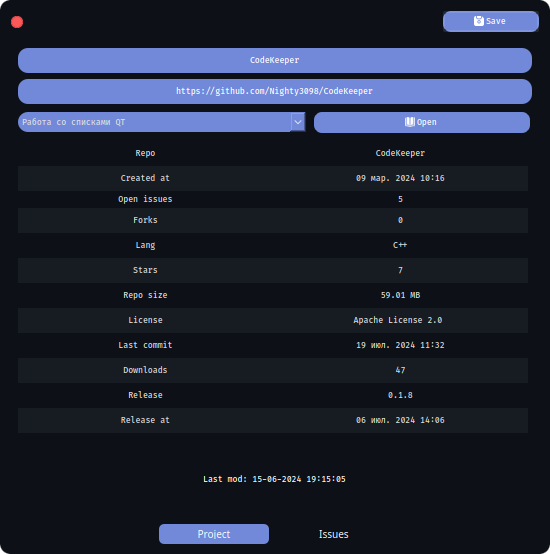 Save
CodeKeeper
https://github.com/Nighty3098/CodeKeeper
Работа со списками QT
Open
Repo CodeKeeper
Created at 09 мар. 2024 10:16
Open issues 5
Forks 0
Lang C++
Stars 7
Repo size 59.01 MB
License Apache License 2.0
Last commit 19 июл. 2024 11:32
Downloads 47
Release 0.1.8
Release at 06 июл. 2024 14:06
Last mod: 15-06-2024 19:15:05
Project Issues